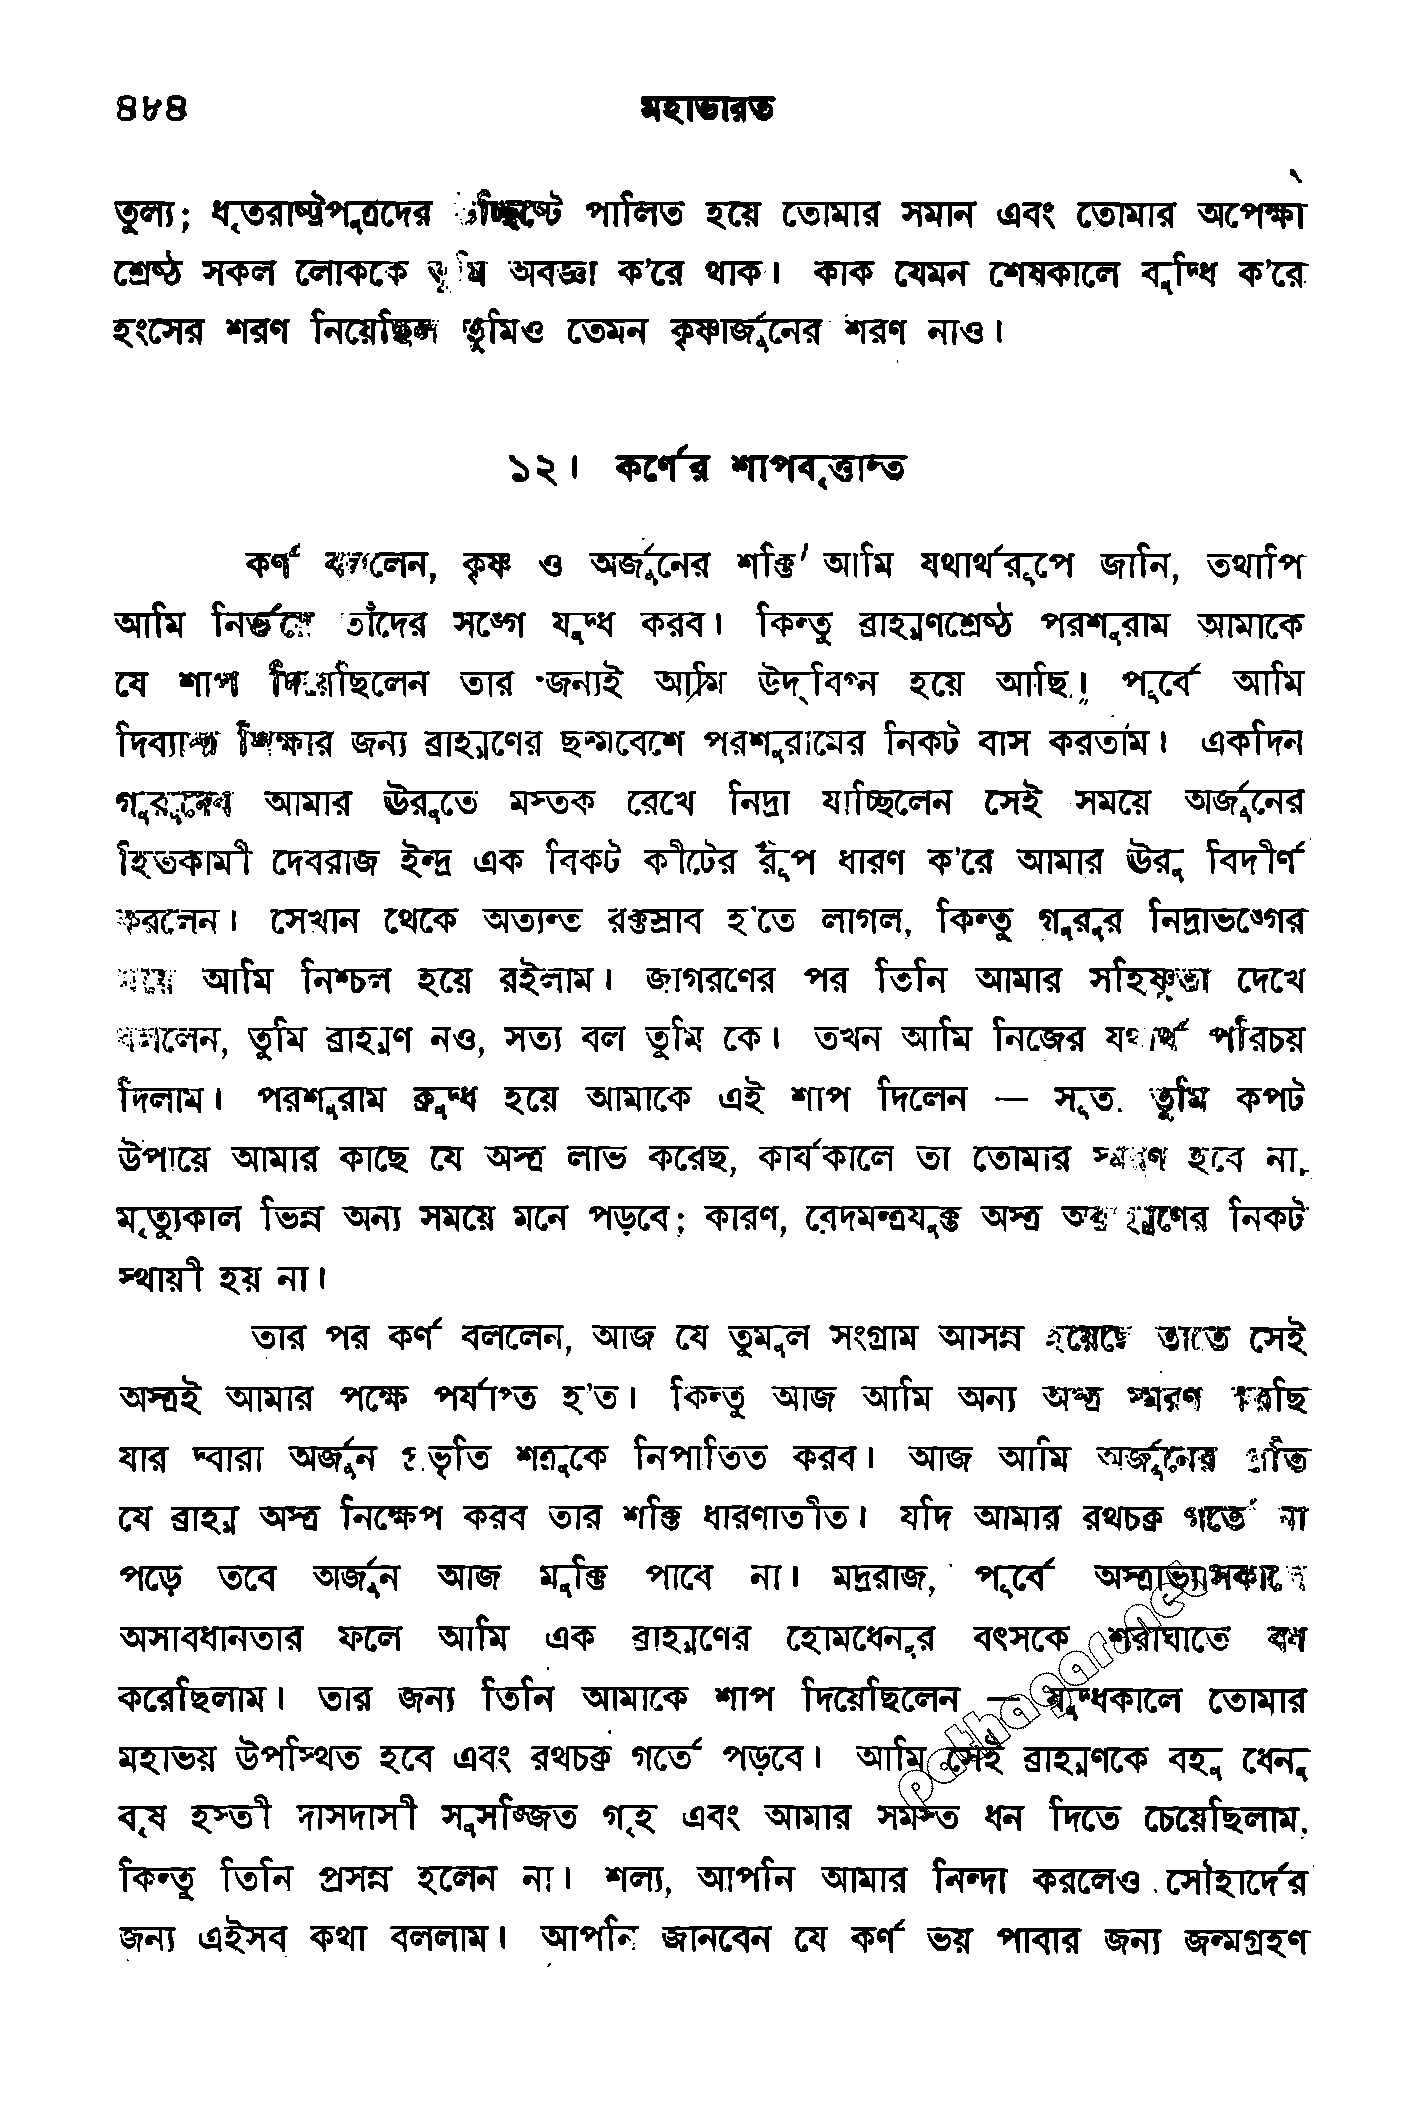 ৪৮৪ মহাভারত
তুল্য; ধৃতরাষ্ট্রপুত্রদের উচ্ছিষ্টে পালিত হয়ে তোমার সমান এবং তোমার অপেক্ষা
শ্রেষ্ঠ সকল লোককে তুমি অবজ্ঞা ক'রে থাক। কাক যেমন শেষকালে বুদ্ধি ক'রে
হংসের শরণ নিয়েছিল তুমিও তেমন কৃষ্ণার্জুনের শরণ নাও।
১২। কর্ণের শাপবৃত্তান্ত
কর্ণ বললেন, কৃষ্ণ ও অর্জুনের শক্তি আমি যথার্থরূপে জানি, তথাপি
আমি নির্ভয়ে তাঁদের সঙ্গে যুদ্ধ করব। কিন্তু ব্রাহ্মণশ্রেষ্ঠ পরশুরাম আমাকে
যে শাপ দিয়েছিলেন তার জন্যই আমি উদ্‌বিগ্ন হয়ে আছি। পূর্বে আমি
দিব্যাস্ত্র শিক্ষার জন্য ব্রাহ্মণের ছদ্মবেশে পরশুরামের নিকট বাস করতাম। একদিন
গুরুদেব আমার ঊরুতে মস্তক রেখে নিদ্রা যাচ্ছিলেন সেই সময়ে অর্জুনের
হিতকামী দেবরাজ ইন্দ্র এক বিকট কীটের রূপ ধারণ ক'রে আমার ঊরু বিদীর্ণ
করলেন। সেখান থেকে অত্যন্ত রক্তস্রাব হ'তে লাগল, কিন্তু গুরুর নিদ্রাভঙ্গের
ভয়ে আমি নিশ্চল হয়ে রইলাম। জাগরণের পর তিনি আমার সহিষ্ণুতা দেখে
বললেন, তুমি ব্রাহ্মণ নও, সত্য বল তুমি কে। তখন আমি নিজের যথার্থ পরিচয়
দিলাম। পরশুরাম ক্রুদ্ধ হয়ে আমাকে এই শাপ দিলেন — সূত, তুমি কপট
উপায়ে আমার কাছে যে অস্ত্র লাভ করেছ, কার্যকালে তা তোমার স্মরণ হবে না,
মৃত্যুকাল ভিন্ন অন্য সময়ে মনে পড়বে; কারণ, বেদমন্ত্রযুক্ত অস্ত্র অব্রাহ্মণের নিকট
স্থায়ী হয় না।
তার পর কর্ণ বললেন, আজ যে তুমুল সংগ্রাম আসন্ন হয়েছে তাতে সেই
অস্ত্রই আমার পক্ষে পর্যাপ্ত হ'ত। কিন্তু আজ আমি অন্য অস্ত্র স্মরণ করছি
যার দ্বারা অর্জুন প্রভৃতি শত্রুকে নিপাতিত করব। আজ আমি অর্জুনের প্রতি
যে ব্রাহ্ম অস্ত্র নিক্ষেপ করব তার শক্তি ধারণাতীত। যদি আমার রথচক্র গর্তে না
পড়ে তবে অর্জুন আজ মুক্তি পাবে না। মদ্ররাজ, পূর্বে অস্ত্রাভ্যাসকালে
অসাবধানতার ফলে আমি এক ব্রাহ্মণের হোমধেনুর বৎসকে শরাঘাতে বধ
করেছিলাম। তার জন্য তিনি আমাকে শাপ দিয়েছিলেন — যুদ্ধকালে তোমার
মহাভয় উপস্থিত হবে এবং রথচক্র গর্তে পড়বে। আমি সেই ব্রাহ্মণকে বহু ধেনু
বৃষ হস্তী দাসদাসী সুসজ্জিত গৃহ এবং আমার সমস্ত ধন দিতে চেয়েছিলাম,
কিন্তু তিনি প্রসন্ন হলেন না। শল্য, আপনি আমার নিন্দা করলেও সৌহার্দের
জন্য এইসব কথা বললাম। আপনি জানবেন যে কর্ণ ভয় পাবার জন্য জন্মগ্রহণ